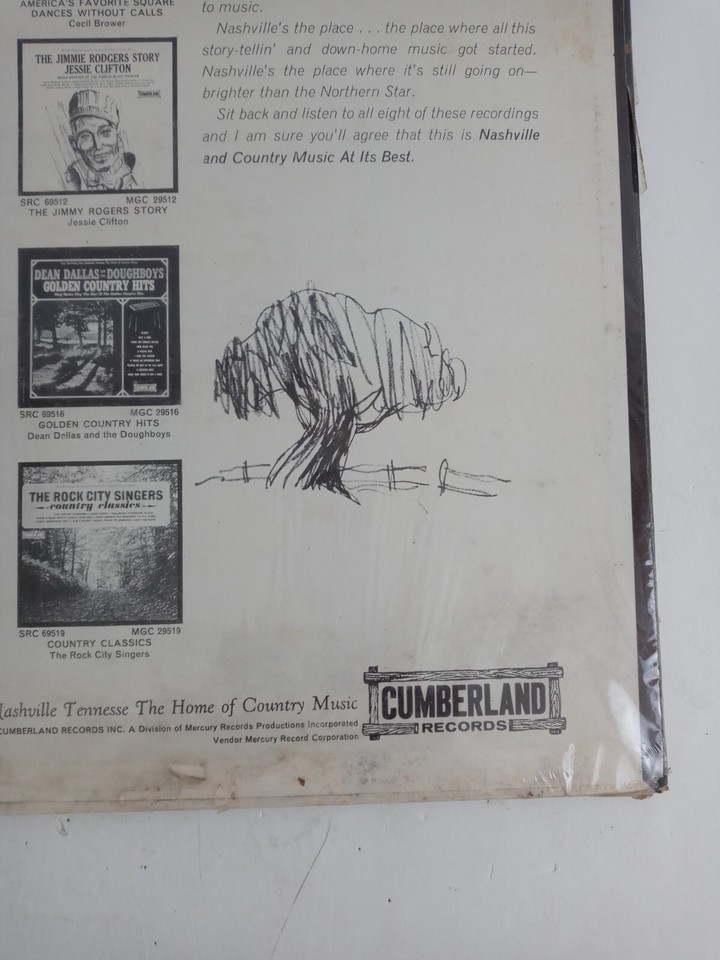 AMERICA'S FAVORITE SQUARE
DANCES WITHOUT CALLS
Cecil Brower
THE JIMMIE RODGERS STORY
JESSIE CLIFTON
CUMBERLAND
SRC 69512 MGC 29512
THE JIMMY ROGERS STORY
Jessie Clifton
DEAN DALLAS AND THE DOUGHBOYS
GOLDEN COUNTRY HITS
SRC 69516 MGC 29516
GOLDEN COUNTRY HITS
Dean Dallas and the Doughboys
THE ROCK CITY SINGERS
country classics
SRC 69519 MGC 29519
COUNTRY CLASSICS
The Rock City Singers
to music.
Nashville's the place . . . the place where all this
story-tellin' and down-home music got started.
Nashville's the place where it's still going on—
brighter than the Northern Star.
Sit back and listen to all eight of these recordings
and I am sure you'll agree that this is Nashville
and Country Music At Its Best.
Nashville Tennesse The Home of Country Music
CUMBERLAND RECORDS INC. A Division of Mercury Records Productions Incorporated
Vendor Mercury Record Corporation
CUMBERLAND
RECORDS